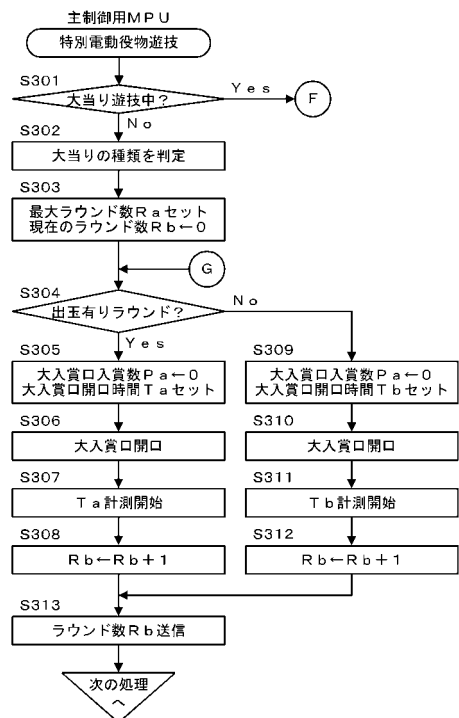 主制御用MPU
特別電動役物遊技
S301
大当り遊技中?
Yes
F
No
S302
大当りの種類を判定
S303
最大ラウンド数Raセット
現在のラウンド数Rb←0
G
S304
出玉有りラウンド?
No
Yes
S305
大入賞口入賞数Pa←0
大入賞口開口時間Taセット
S309
大入賞口入賞数Pa←0
大入賞口開口時間Tbセット
S306
大入賞口開口
S310
大入賞口開口
S307
Ta計測開始
S311
Tb計測開始
S308
Rb←Rb+1
S312
Rb←Rb+1
S313
ラウンド数Rb送信
次の処理
へ